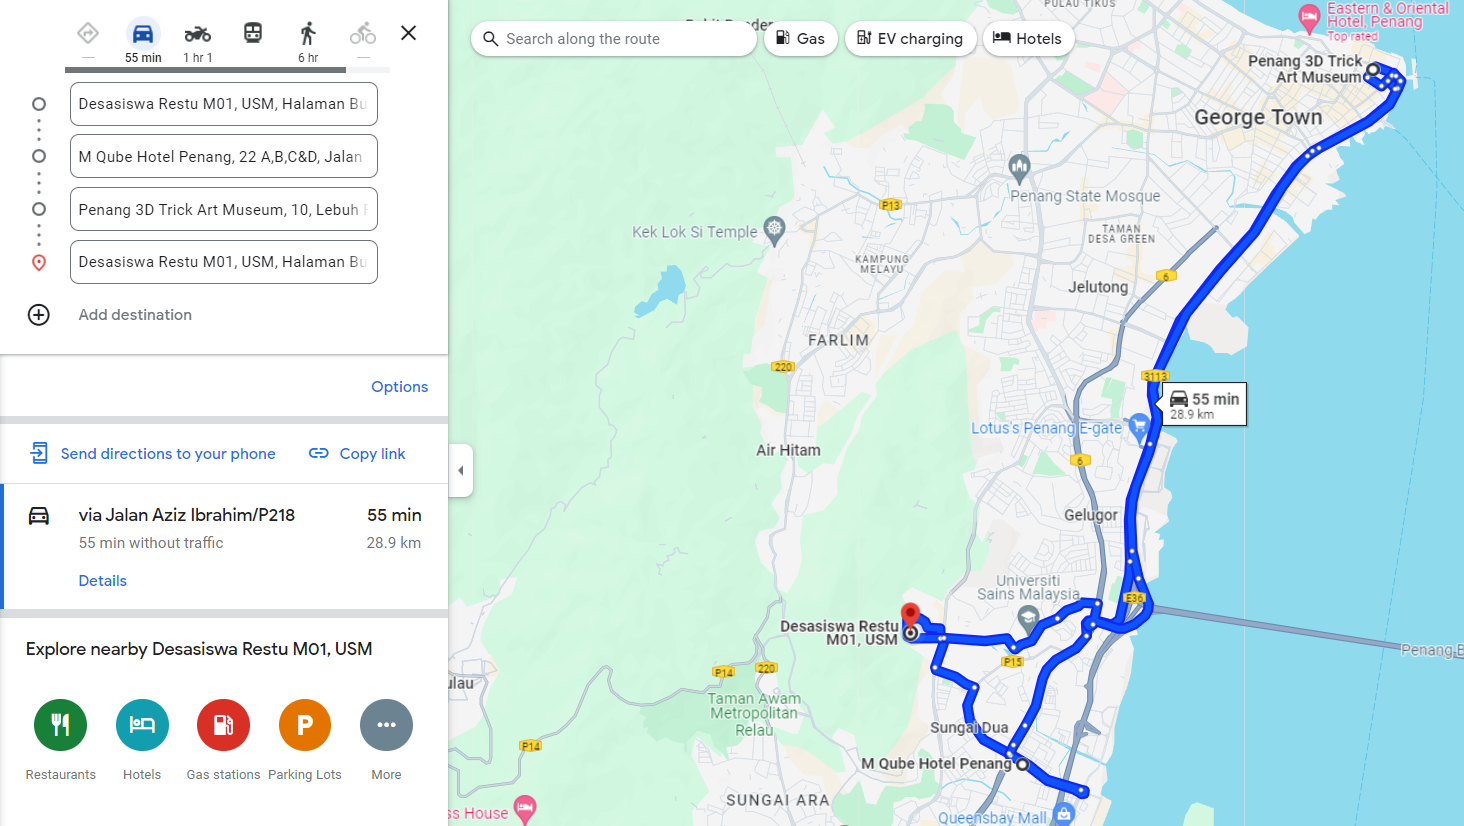 55 min
1 hr 1
6 hr
Desasiswa Restu M01, USM, Halaman Bu
M Qube Hotel Penang, 22 A,B,C&D, Jalan
Penang 3D Trick Art Museum, 10, Lebuh
Desasiswa Restu M01, USM, Halaman Bu
Add destination
Options
Send directions to your phone
Copy link
via Jalan Aziz Ibrahim/P218
55 min
55 min without traffic
28.9 km
Details
Explore nearby Desasiswa Restu M01, USM
P
Restaurants
Hotels
Gas stations
Parking Lots
More
Search along the route
Gas
EV charging
Hotels
PULAU TIKUS
Eastern & Oriental
Hotel, Penang
Top rated
Penang 3D Trick
Art Museum
George Town
Penang State Mosque
P13
Kek Lok Si Temple
TAMAN
DESA GREEN
KAMPUNG
MELAYU
6
Jelutong
FARLIM
220
3113
55 min
28.9 km
Lotus's Penang E-gate
Air Hitam
6
Gelugor
Universiti
Sains Malaysia
E36
Desasiswa Restu
M01, USM
P15
Penang B
P14
220
ulau
Taman Awam
Metropolitan
Relau
Sungai Dua
P14
M Qube Hotel Penang
SUNGAI ARA
ss House
Queensbay Mall